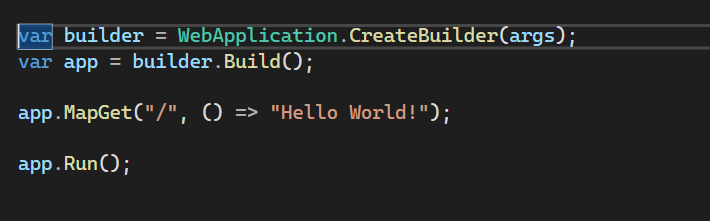 var builder = WebApplication.CreateBuilder(args);
var app = builder.Build();
app.MapGet("/", () => "Hello World!");
app.Run();